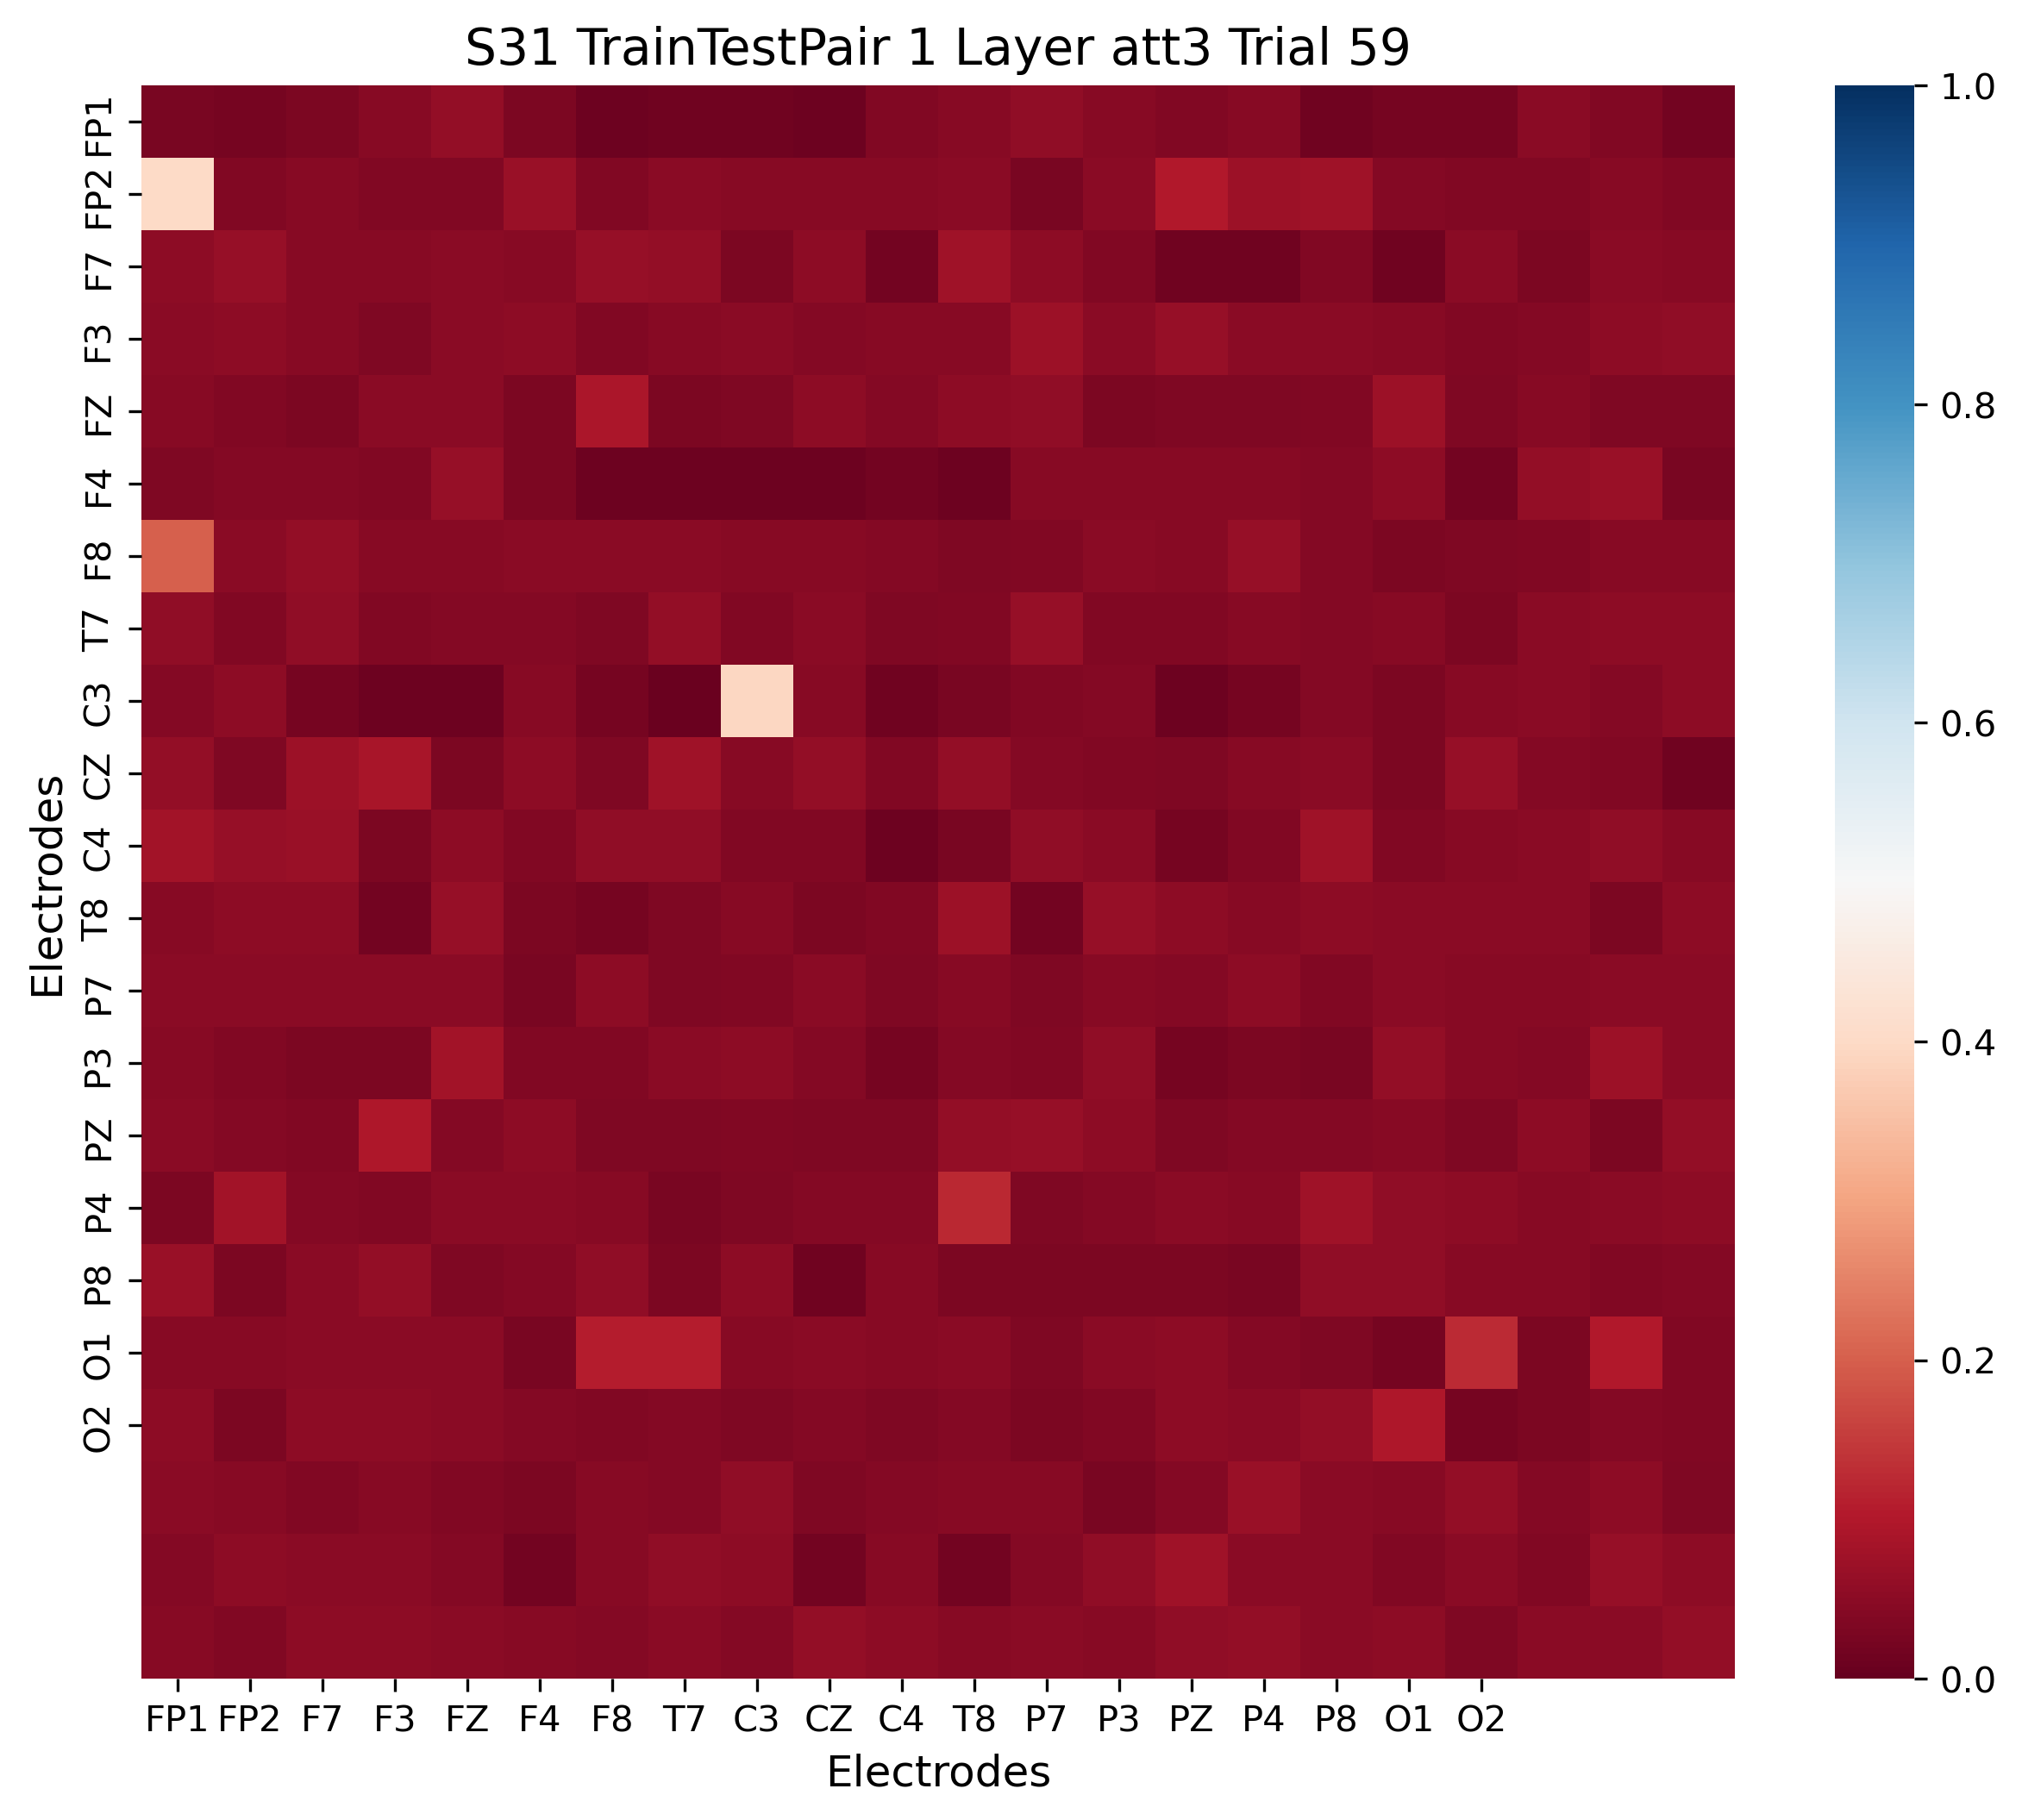 S31 TrainTestPair 1 Layer att3 Trial 59
Electrodes
FP1
FP2
F7
F3
FZ
F4
F8
T7
C3
CZ
C4
T8
P7
P3
PZ
P4
P8
O1
O2
FP1 FP2 F7 F3 FZ F4 F8 T7 C3 CZ C4 T8 P7 P3 PZ P4 P8 O1 O2
Electrodes
1.0
0.8
0.6
0.4
0.2
0.0